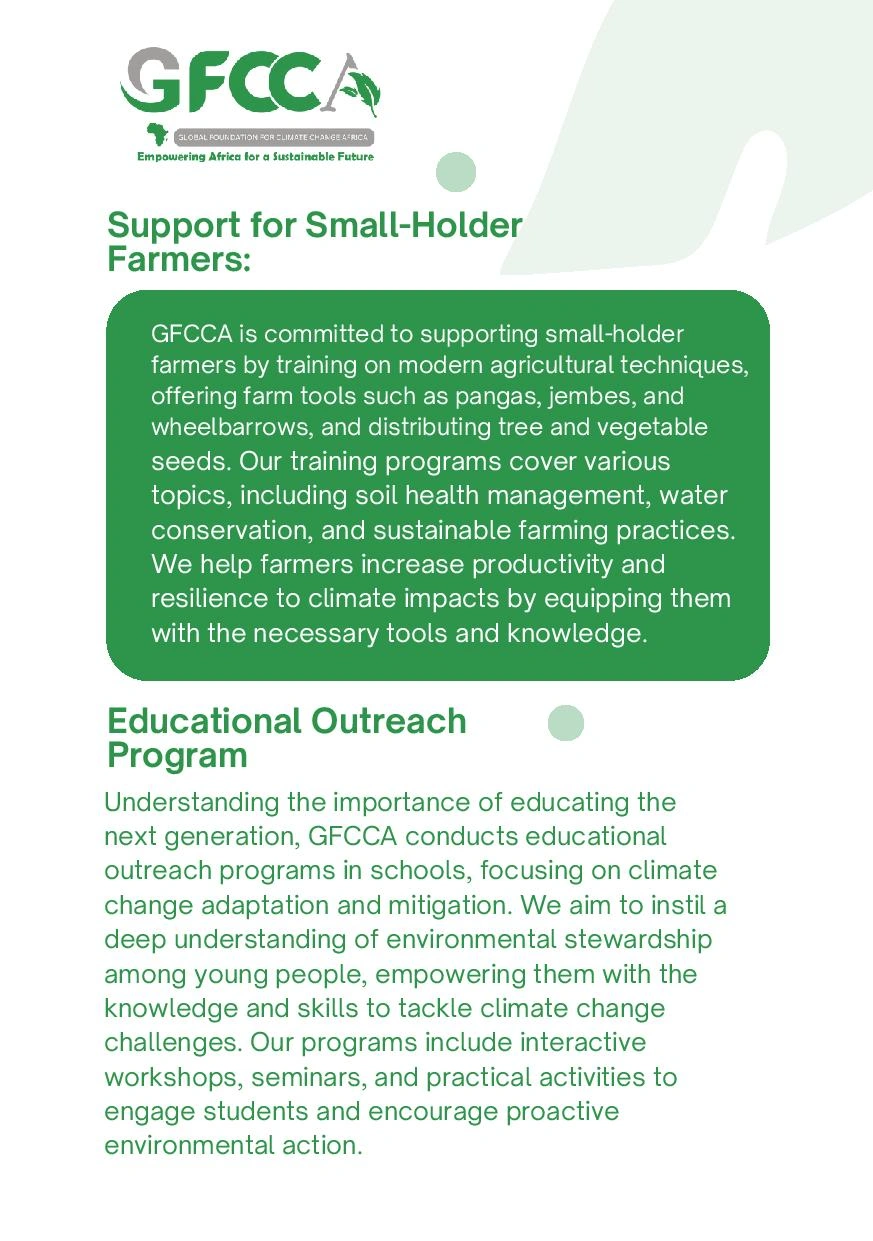 GFCCA
GLOBAL FOUNDATION FOR CLIMATE CHANGE AFRICA
Empowering Africa for a Sustainable Future
Support for Small-Holder
Farmers:
GFCCA is committed to supporting small-holder
farmers by training on modern agricultural techniques,
offering farm tools such as pangas, jembes, and
wheelbarrows, and distributing tree and vegetable
seeds. Our training programs cover various
topics, including soil health management, water
conservation, and sustainable farming practices.
We help farmers increase productivity and
resilience to climate impacts by equipping them
with the necessary tools and knowledge.
Educational Outreach
Program
Understanding the importance of educating the
next generation, GFCCA conducts educational
outreach programs in schools, focusing on climate
change adaptation and mitigation. We aim to instil a
deep understanding of environmental stewardship
among young people, empowering them with the
knowledge and skills to tackle climate change
challenges. Our programs include interactive
workshops, seminars, and practical activities to
engage students and encourage proactive
environmental action.